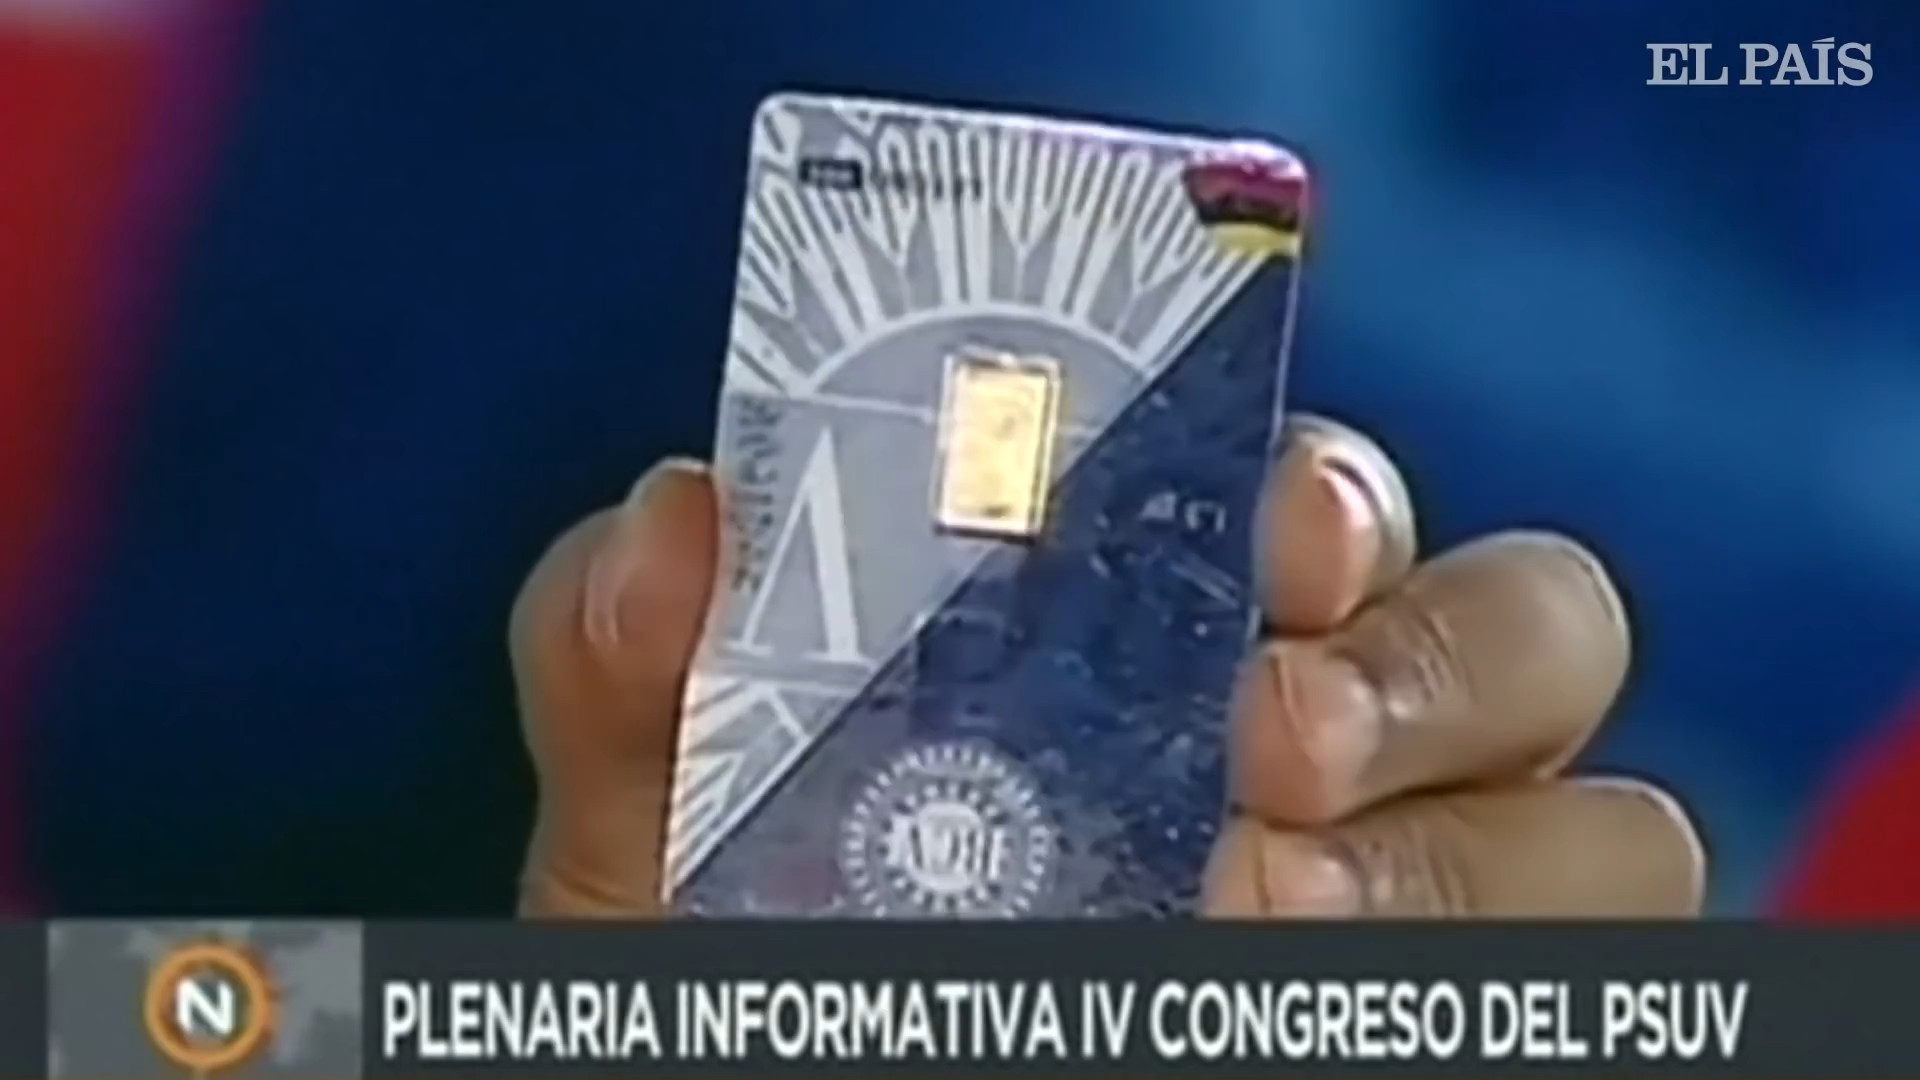 EL PAÍS
N
PLENARIA INFORMATIVA IV CONGRESO DEL PSUV